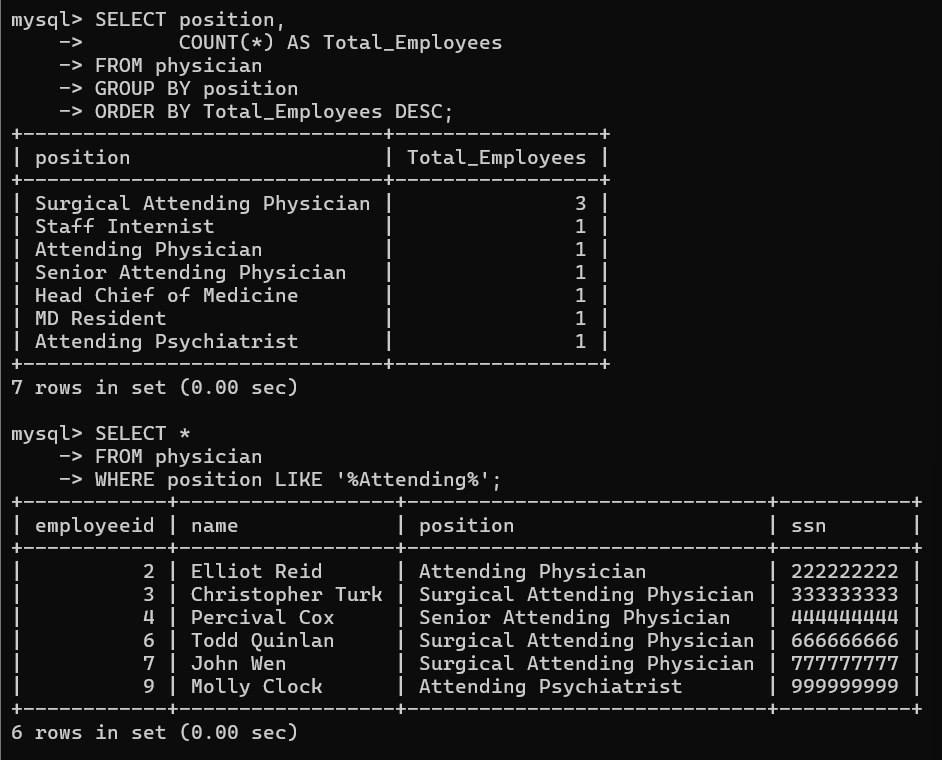 mysql> SELECT position,
    ->        COUNT(*) AS Total_Employees
    -> FROM physician
    -> GROUP BY position
    -> ORDER BY Total_Employees DESC;
+------------------------------+-----------------+
| position                     | Total_Employees |
+------------------------------+-----------------+
| Surgical Attending Physician |               3 |
| Staff Internist              |               1 |
| Attending Physician          |               1 |
| Senior Attending Physician   |               1 |
| Head Chief of Medicine       |               1 |
| MD Resident                  |               1 |
| Attending Psychiatrist       |               1 |
+------------------------------+-----------------+
7 rows in set (0.00 sec)

mysql> SELECT *
    -> FROM physician
    -> WHERE position LIKE '%Attending%';
+------------+------------------+------------------------------+-----------+
| employeeid | name             | position                     | ssn       |
+------------+------------------+------------------------------+-----------+
|          2 | Elliot Reid      | Attending Physician          | 222222222 |
|          3 | Christopher Turk | Surgical Attending Physician | 333333333 |
|          4 | Percival Cox     | Senior Attending Physician   | 444444444 |
|          6 | Todd Quinlan     | Surgical Attending Physician | 666666666 |
|          7 | John Wen         | Surgical Attending Physician | 777777777 |
|          9 | Molly Clock      | Attending Psychiatrist       | 999999999 |
+------------+------------------+------------------------------+-----------+
6 rows in set (0.00 sec)